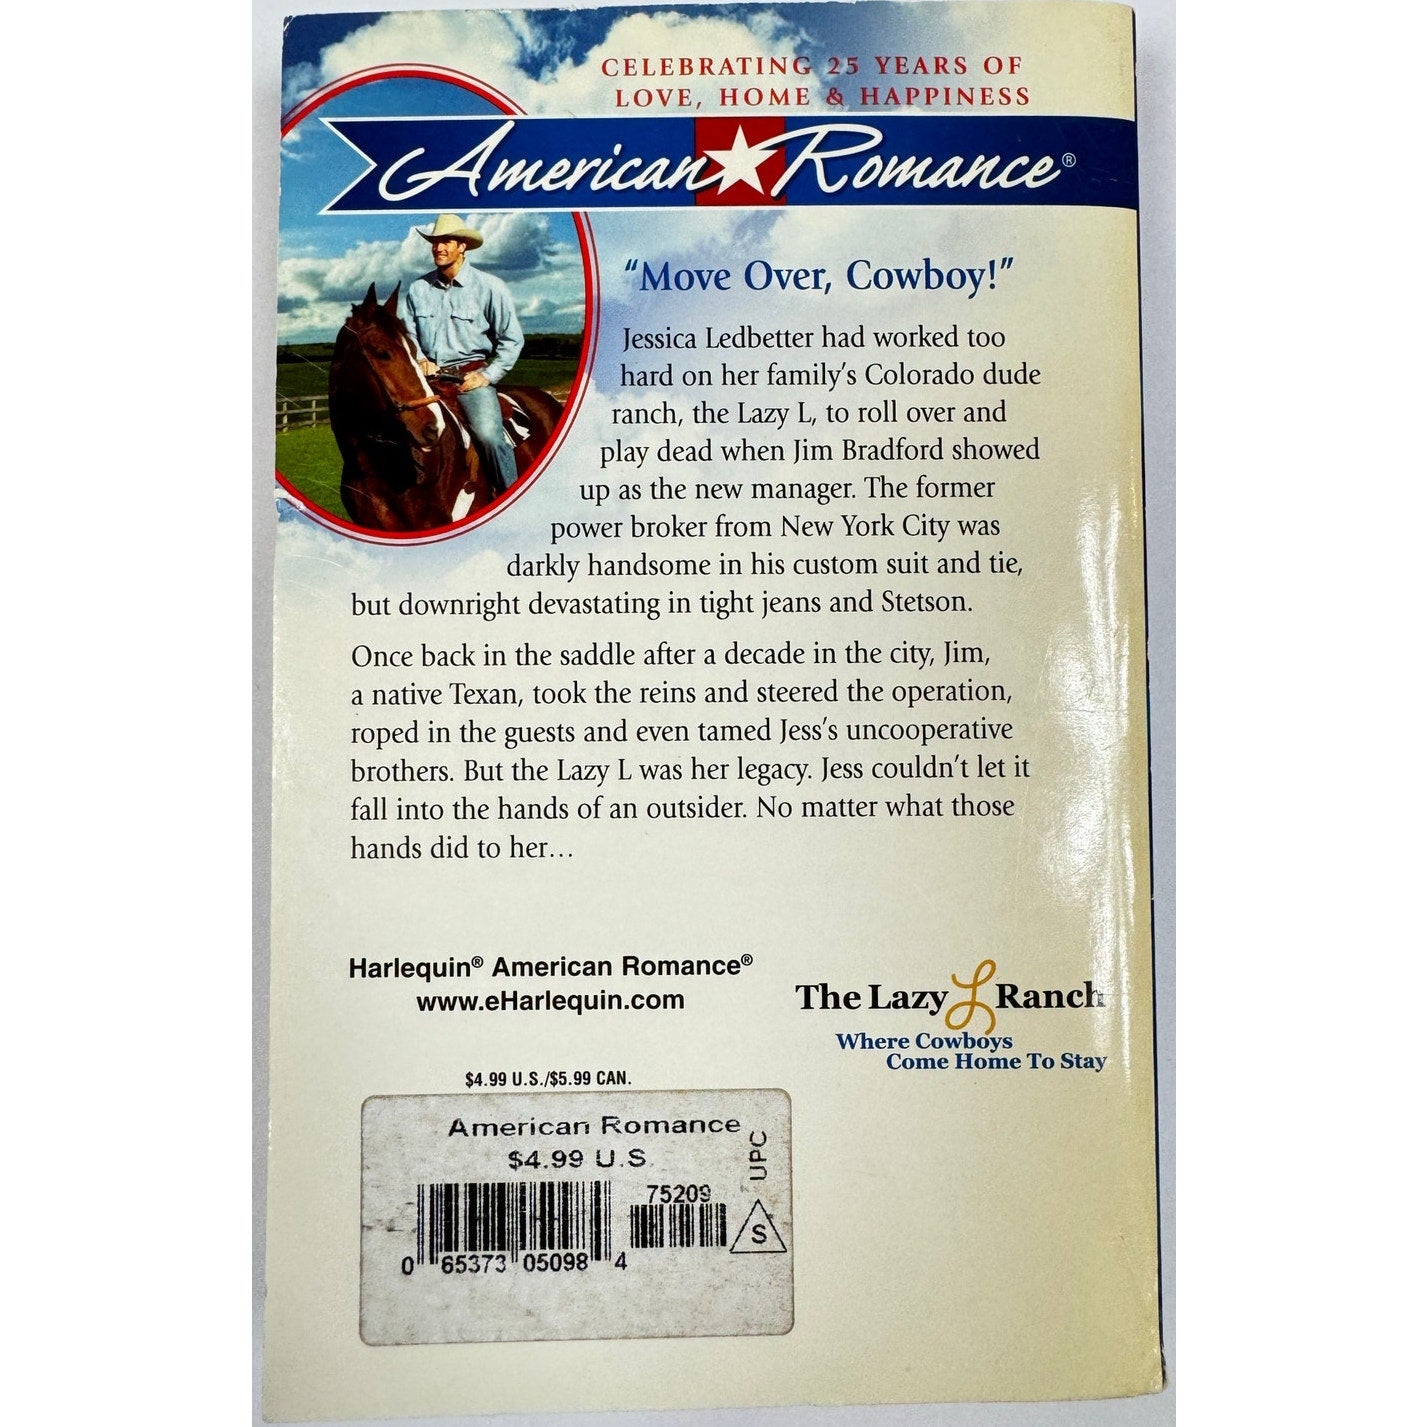 CELEBRATING 25 YEARS OF
LOVE, HOME & HAPPINESS
American Romance®
"Move Over, Cowboy!"
Jessica Ledbetter had worked too
hard on her family's Colorado dude
ranch, the Lazy L, to roll over and
play dead when Jim Bradford showed
up as the new manager. The former
power broker from New York City was
darkly handsome in his custom suit and tie,
but downright devastating in tight jeans and Stetson.
Once back in the saddle after a decade in the city, Jim,
a native Texan, took the reins and steered the operation,
roped in the guests and even tamed Jess's uncooperative
brothers. But the Lazy L was her legacy. Jess couldn't let it
fall into the hands of an outsider. No matter what those
hands did to her...
Harlequin® American Romance®
www.eHarlequin.com
The Lazy L Ranch
Where Cowboys
Come Home To Stay
$4.99 U.S./$5.99 CAN.
American Romance
$4.99 U.S
UPC
75209
S
0 65373 05098 4